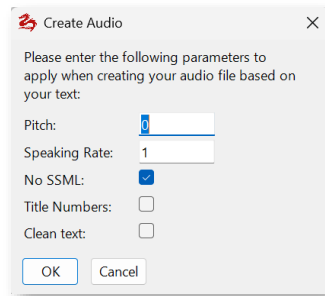 Create Audio
Please enter the following parameters to
apply when creating your audio file based on
your text:
Pitch: 0
Speaking Rate: 1
No SSML:
Title Numbers:
Clean text:
OK Cancel